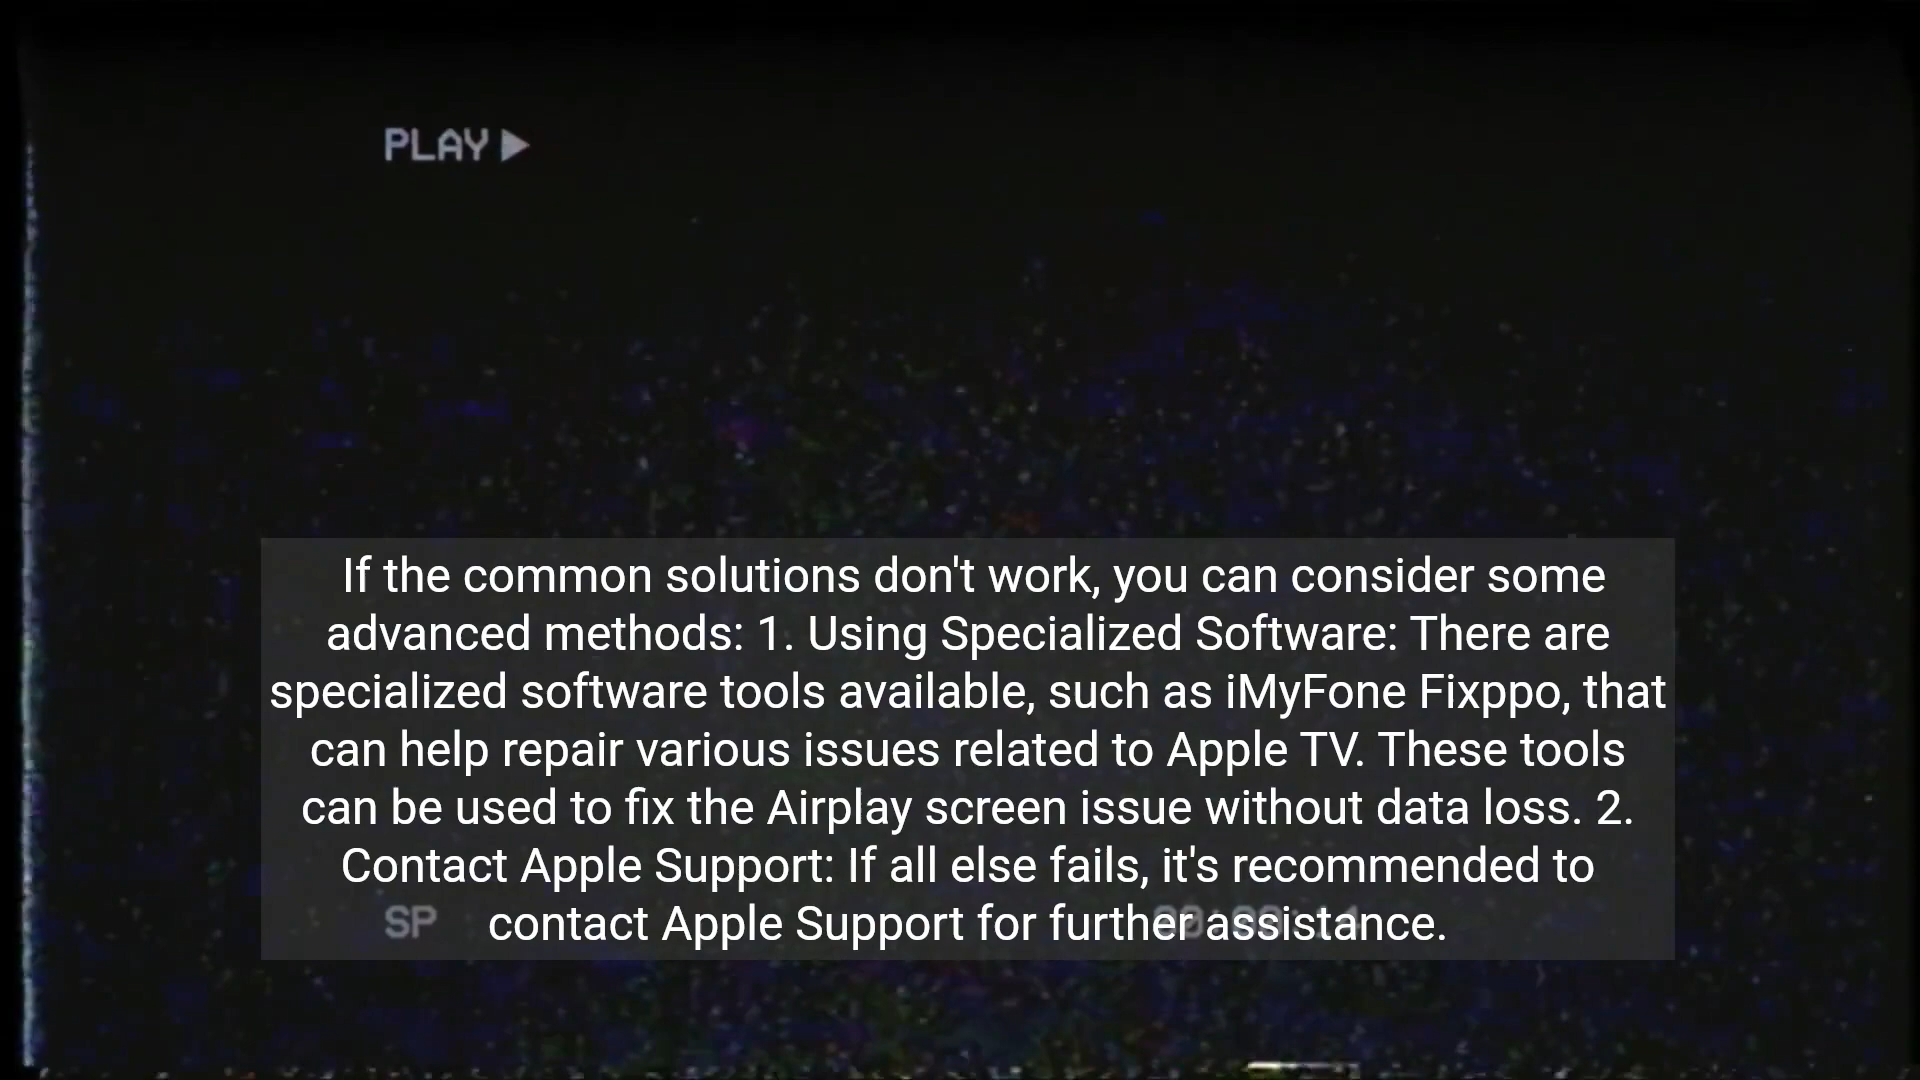 PLAY
If the common solutions don't work, you can consider some
advanced methods: 1. Using Specialized Software: There are
specialized software tools available, such as iMyFone Fixppo, that
can help repair various issues related to Apple TV. These tools
can be used to fix the Airplay screen issue without data loss. 2.
Contact Apple Support: If all else fails, it's recommended to
contact Apple Support for further assistance.
SP